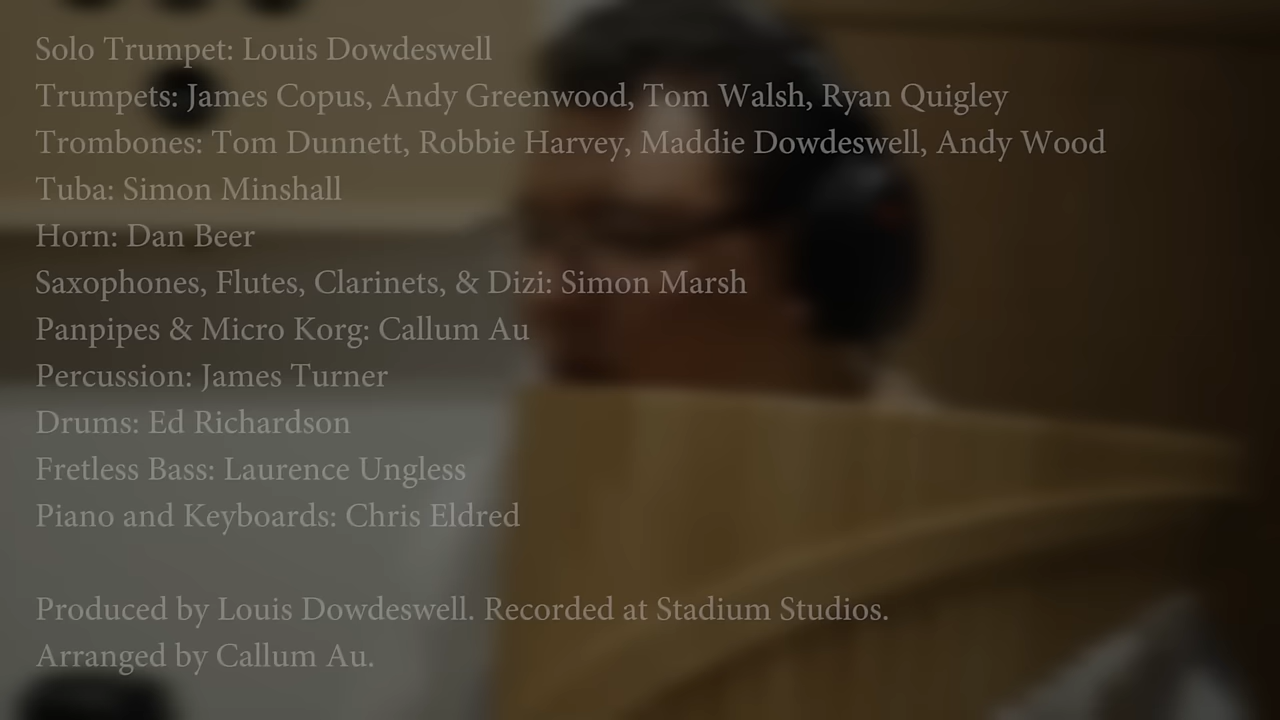 Solo Trumpet: Louis Dowdeswell
Trumpets: James Copus, Andy Greenwood, Tom Walsh, Ryan Quigley
Trombones: Tom Dunnett, Robbie Harvey, Maddie Dowdeswell, Andy Wood
Tuba: Simon Minshall
Horn: Dan Beer
Saxophones, Flutes, Clarinets, & Dizi: Simon Marsh
Panpipes & Micro Korg: Callum Au
Percussion: James Turner
Drums: Ed Richardson
Fretless Bass: Laurence Ungless
Piano and Keyboards: Chris Eldred
Produced by Louis Dowdeswell. Recorded at Stadium Studios.
Arranged by Callum Au.